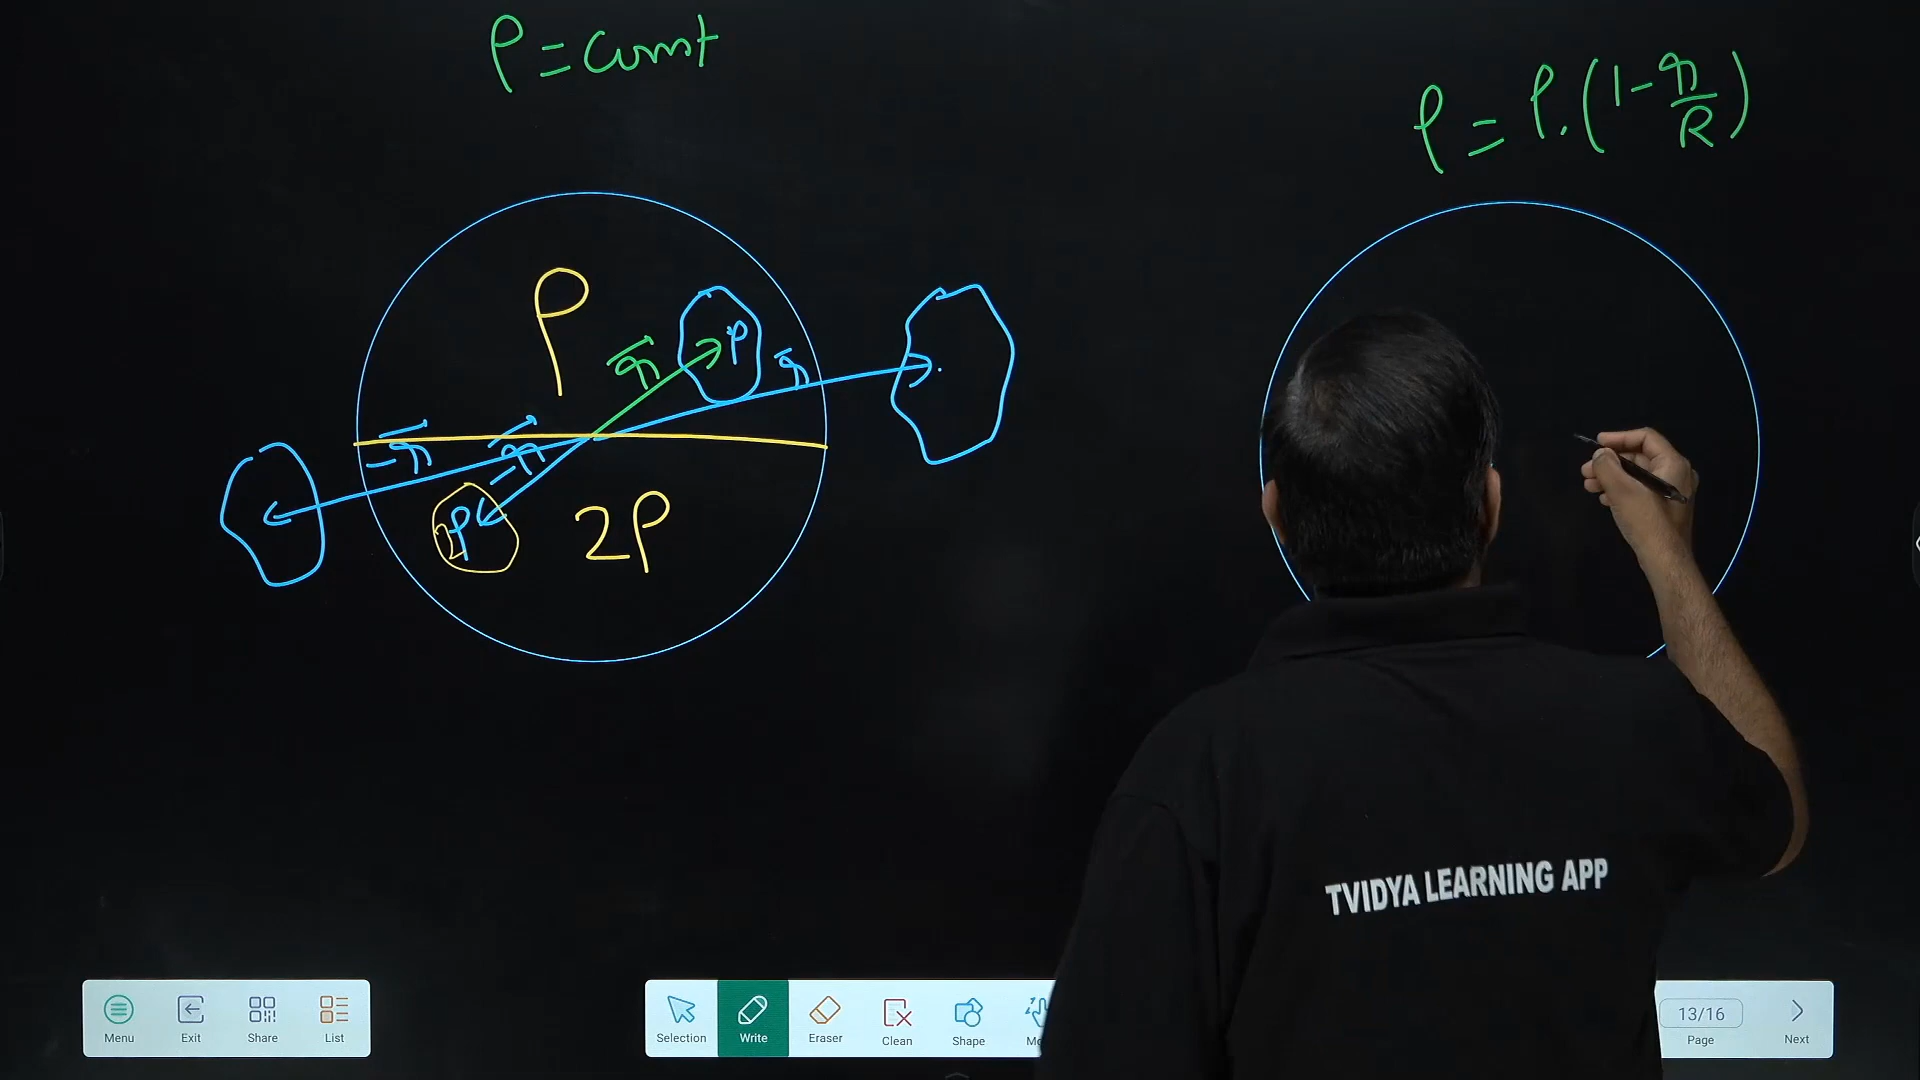 ρ = const
ρ = ρ₀ (1 - r/R)
ρ
ρ
r⃗
r⃗
-r⃗
-r⃗
2ρ
2ρ
TVIDYA LEARNING APP
Menu
Exit
Share
List
Selection
Write
Eraser
Clean
Shape
13/16
Page
Next